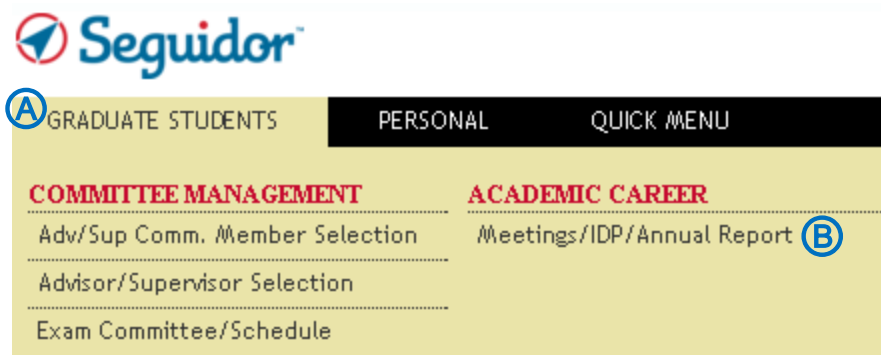 Seguidor™
A GRADUATE STUDENTS PERSONAL QUICK MENU
COMMITTEE MANAGEMENT
Adv/Sup Comm. Member Selection
Advisor/Supervisor Selection
Exam Committee/Schedule
ACADEMIC CAREER
Meetings/IDP/Annual Report B